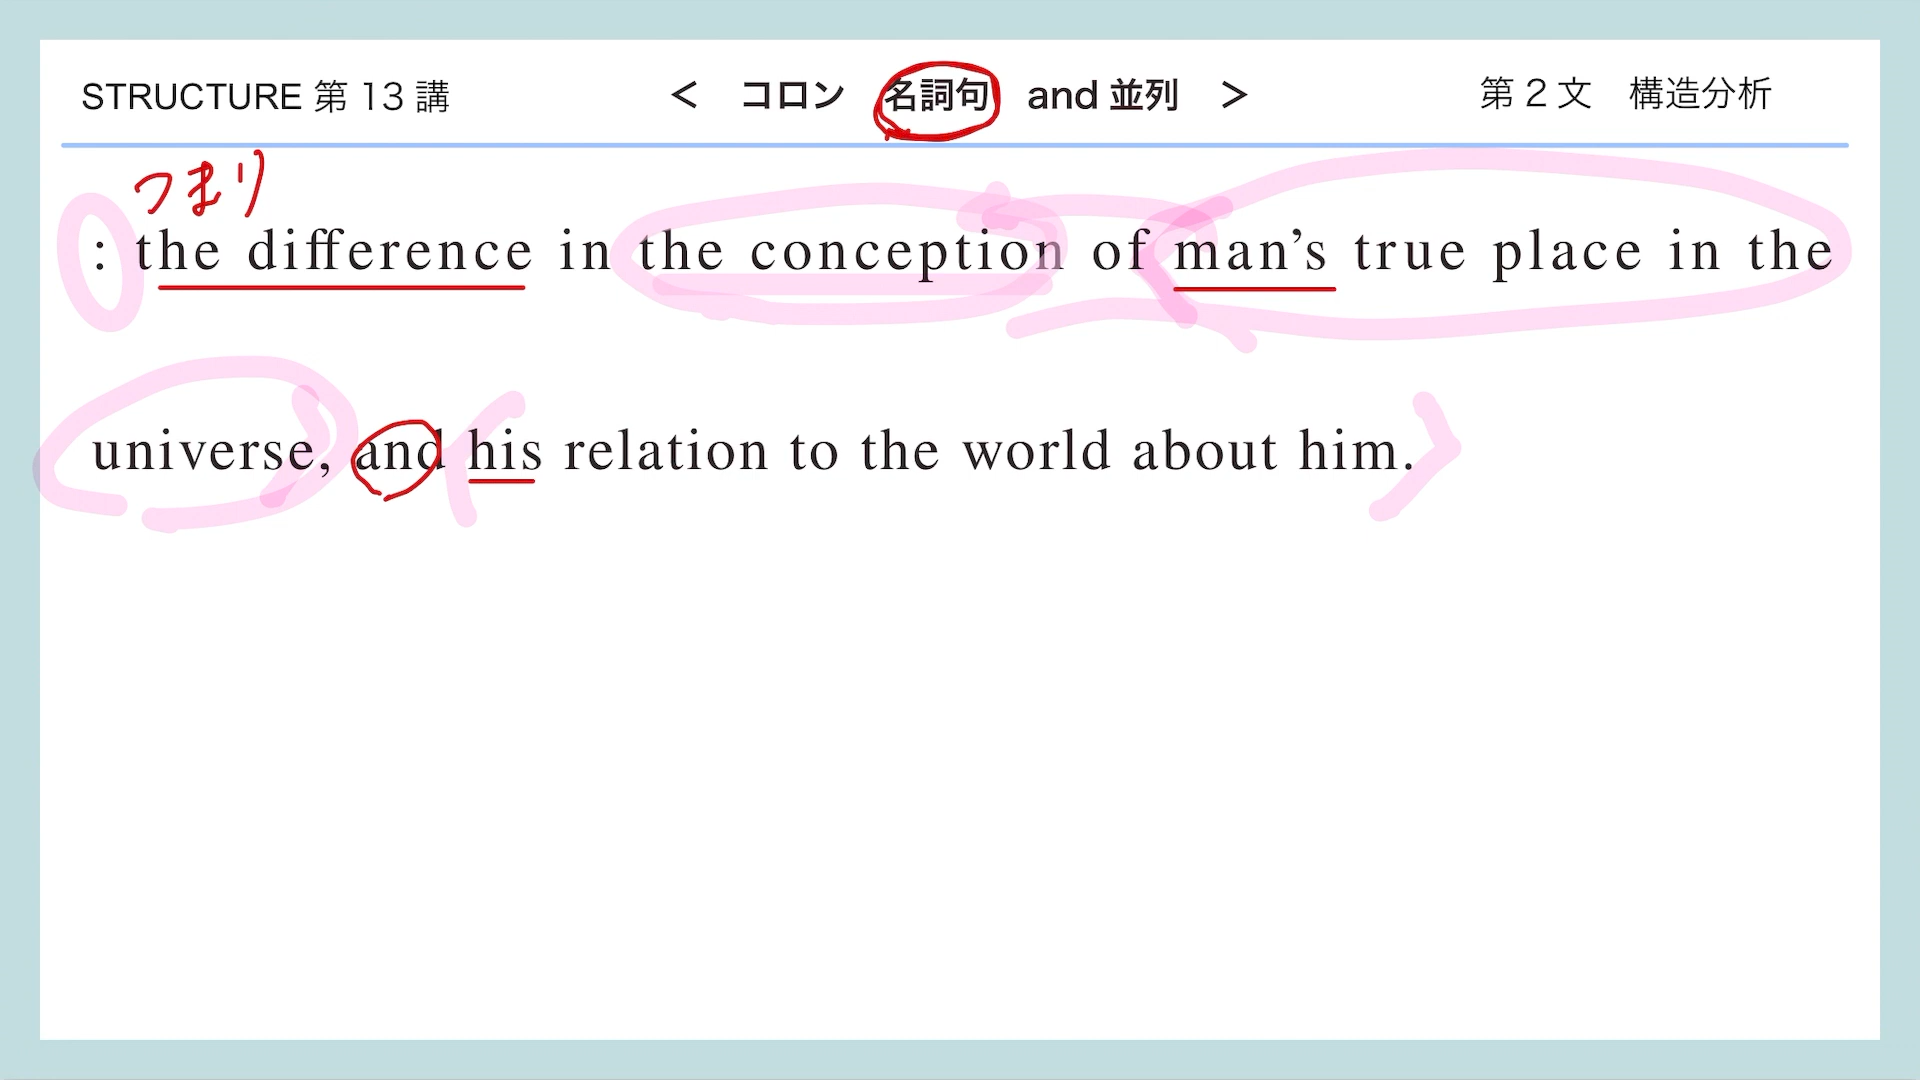 STRUCTURE 第 13 講 < コロン 名詞句 and 並列 > 第 2 文 構造分析
つまり
: the difference in the conception of man’s true place in the
universe, and his relation to the world about him.